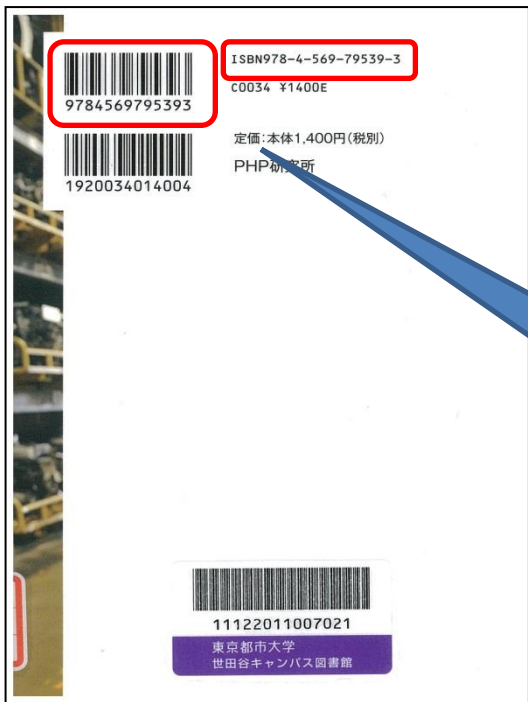 ISBN978-4-569-79539-3
9784569795393
C0034 ¥1400E
定価:本体1,400円(税別)
1920034014004
PHP研究所
11122011007021
東京都市大学
世田谷キャンパス図書館